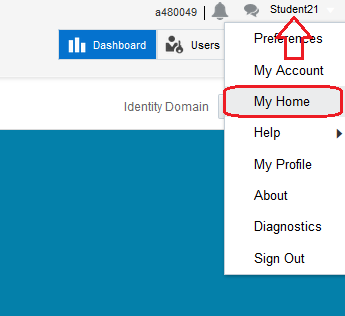 a480049 Student21
Dashboard Users
Preferences
My Account
Identity Domain
My Home
Help
My Profile
About
Diagnostics
Sign Out